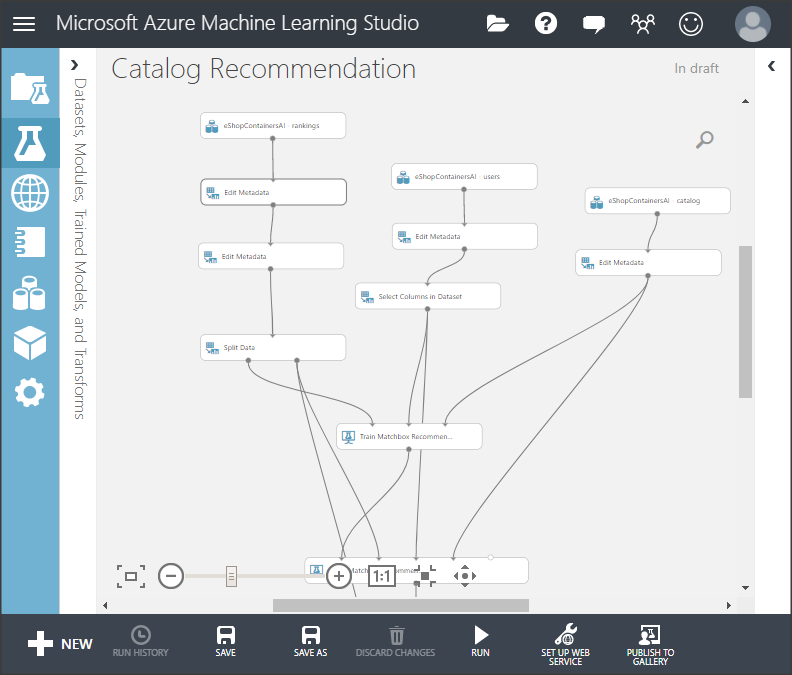 Microsoft Azure Machine Learning Studio
Datasets, Modules, Trained Models, and Transforms
Catalog Recommendation
In draft
eShopContainersAI - rankings
Edit Metadata
eShopContainersAI - users
eShopContainersAI - catalog
Edit Metadata
Edit Metadata
Edit Metadata
Select Columns in Dataset
Split Data
Train Matchbox Recommen...
1:1
NEW
RUN HISTORY
SAVE
SAVE AS
DISCARD CHANGES
RUN
SET UP WEB
SERVICE
PUBLISH TO
GALLERY